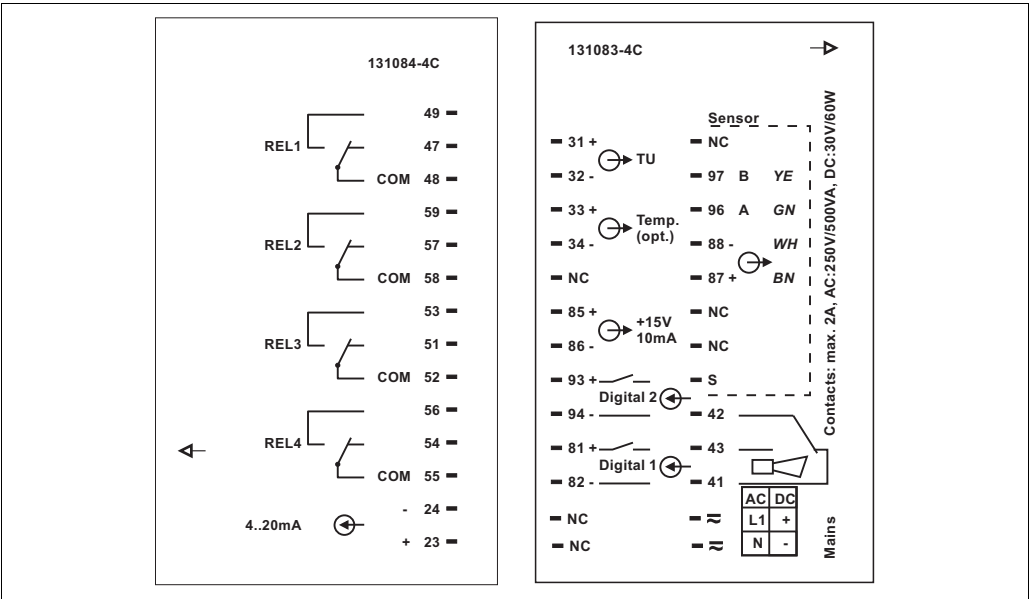 131084-4C
49
REL1 47
COM 48
59
REL2 57
COM 58
53
REL3 51
COM 52
56
REL4 54
COM 55
- 24
4..20mA
+ 23
131083-4C
Sensor
31 + NC
TU
32 - 97 B YE
33 + 96 A GN
Temp.
(opt.)
34 - 88 - WH
NC 87 + BN
85 + NC
+15V
10mA
86 - NC
93 + S
Digital 2
94 - 42
81 + 43
Digital 1
82 - 41
AC DC
NC L1 +
NC N -
Contacts: max. 2A, AC:250V/500VA, DC:30V/60W
Mains